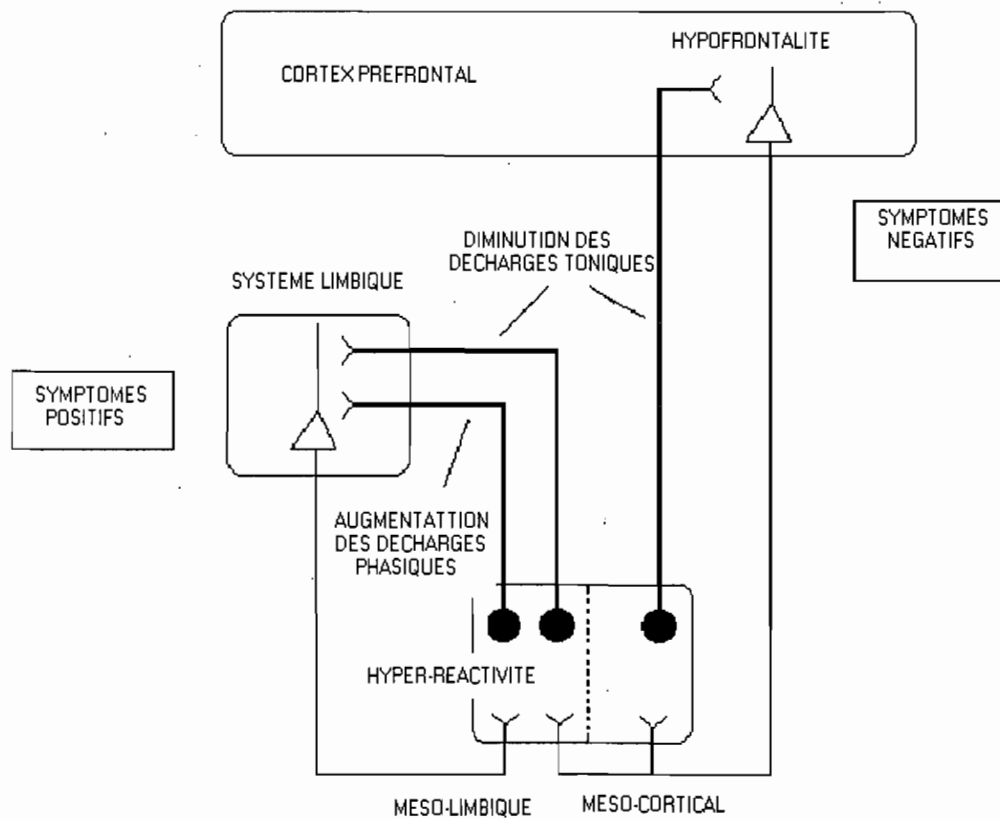 HYPOFRONTALITE
CORTEX PREFRONTAL
SYMPTOMES
NEGATIFS
DIMINUTION DES
DECHARGES TONIQUES
SYSTEME LIMBIQUE
SYMPTOMES
POSITIFS
AUGMENTATTION
DES DECHARGES
PHASIQUES
HYPER-REACTIVITE
MESO-LIMBIQUE
MESO-CORTICAL